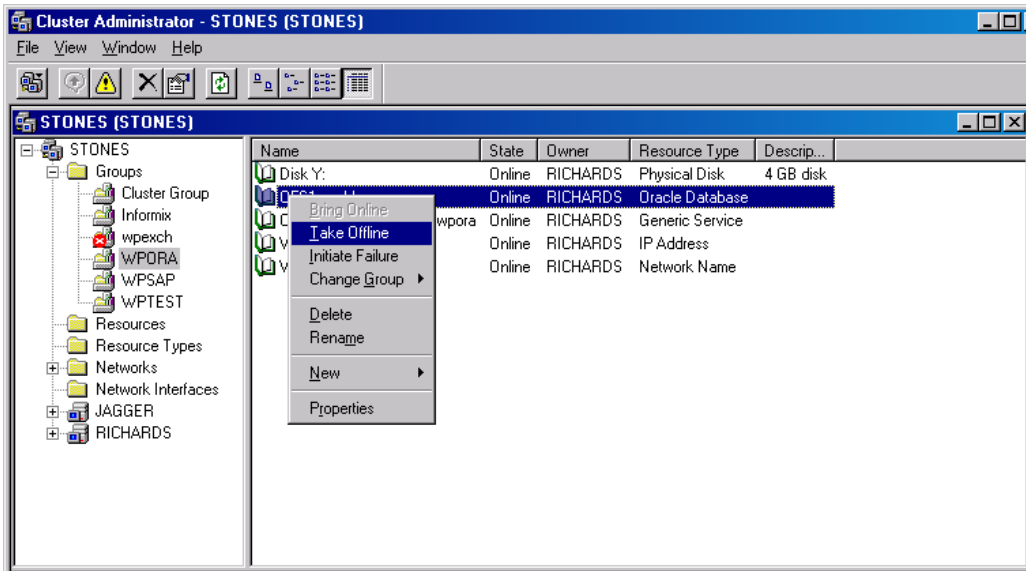 Cluster Administrator - STONES (STONES)
File View Window Help
STONES (STONES)
STONES
Groups
Cluster Group
Informix
wpexch
WPORA
WPSAP
WPTEST
Resources
Resource Types
Networks
Network Interfaces
JAGGER
RICHARDS
Name State Owner Resource Type Descrip...
Disk Y: Online RICHARDS Physical Disk 4 GB disk
Online RICHARDS Oracle Database
wpora Online RICHARDS Generic Service
V Online RICHARDS IP Address
V Online RICHARDS Network Name
Bring Online
Take Offline
Initiate Failure
Change Group
Delete
Rename
New
Properties